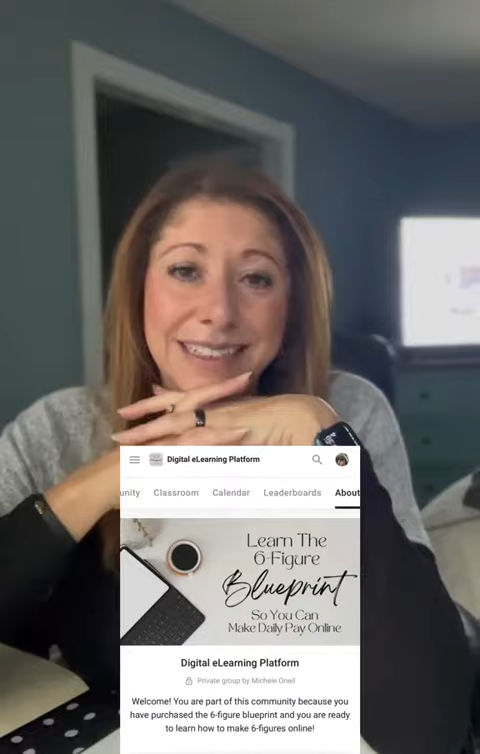 Digital eLearning Platform
unity Classroom Calendar Leaderboards About
Learn The
6-Figure
Blueprint
So You Can
Make Daily Pay Online
Digital eLearning Platform
Private group by Michele Oneil
Welcome! You are part of this community because you
have purchased the 6-figure blueprint and you are ready
to learn how to make 6-figures online!